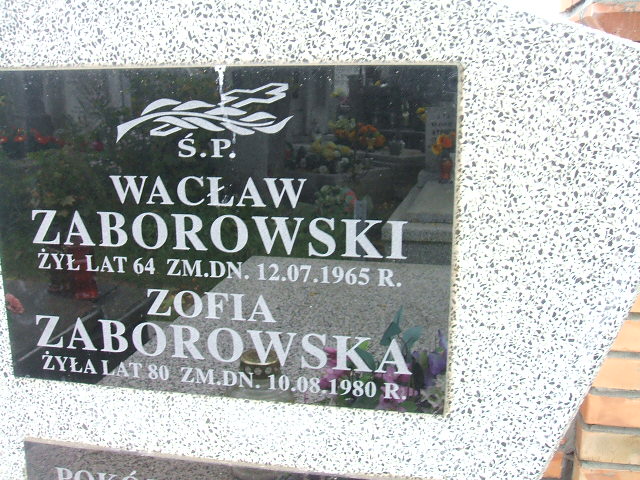 Ś.P.
WACŁAW
ZABOROWSKI
ŻYŁ LAT 64 ZM.DN. 12.07.1965 R.
ZOFIA
ZABOROWSKA
ŻYŁA LAT 80 ZM.DN. 10.08.1980 R.